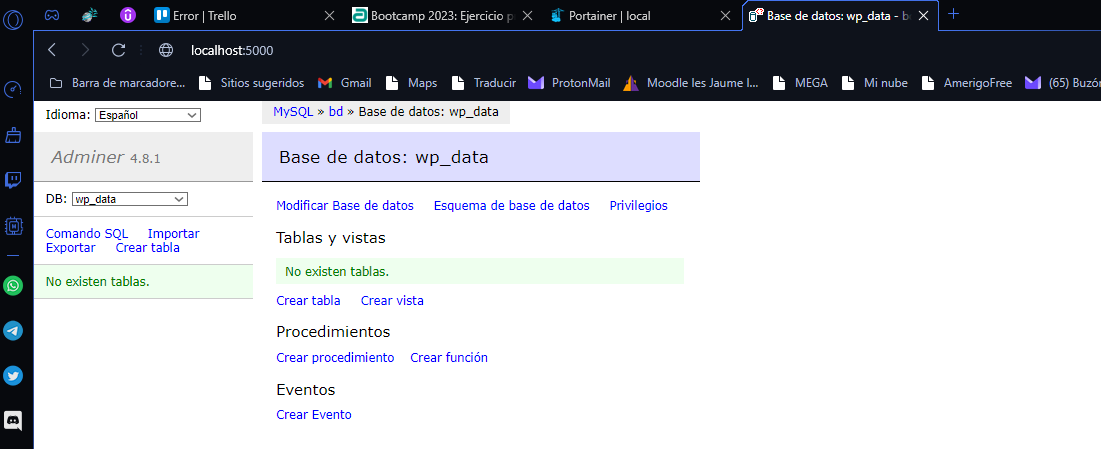 Error | Trello
Bootcamp 2023: Ejercicio p
Portainer | local
Base de datos: wp_data - b
localhost:5000
Barra de marcadore...
Sitios sugeridos
Gmail
Maps
Traducir
ProtonMail
Moodle les Jaume I...
MEGA
Mi nube
AmerigoFree
(65) Buzón
Idioma: Español
MySQL » bd » Base de datos: wp_data
Adminer 4.8.1
Base de datos: wp_data
DB: wp_data
Modificar Base de datos Esquema de base de datos Privilegios
Comando SQL Importar
Exportar Crear tabla
No existen tablas.
Tablas y vistas
No existen tablas.
Crear tabla Crear vista
Procedimientos
Crear procedimiento Crear función
Eventos
Crear Evento